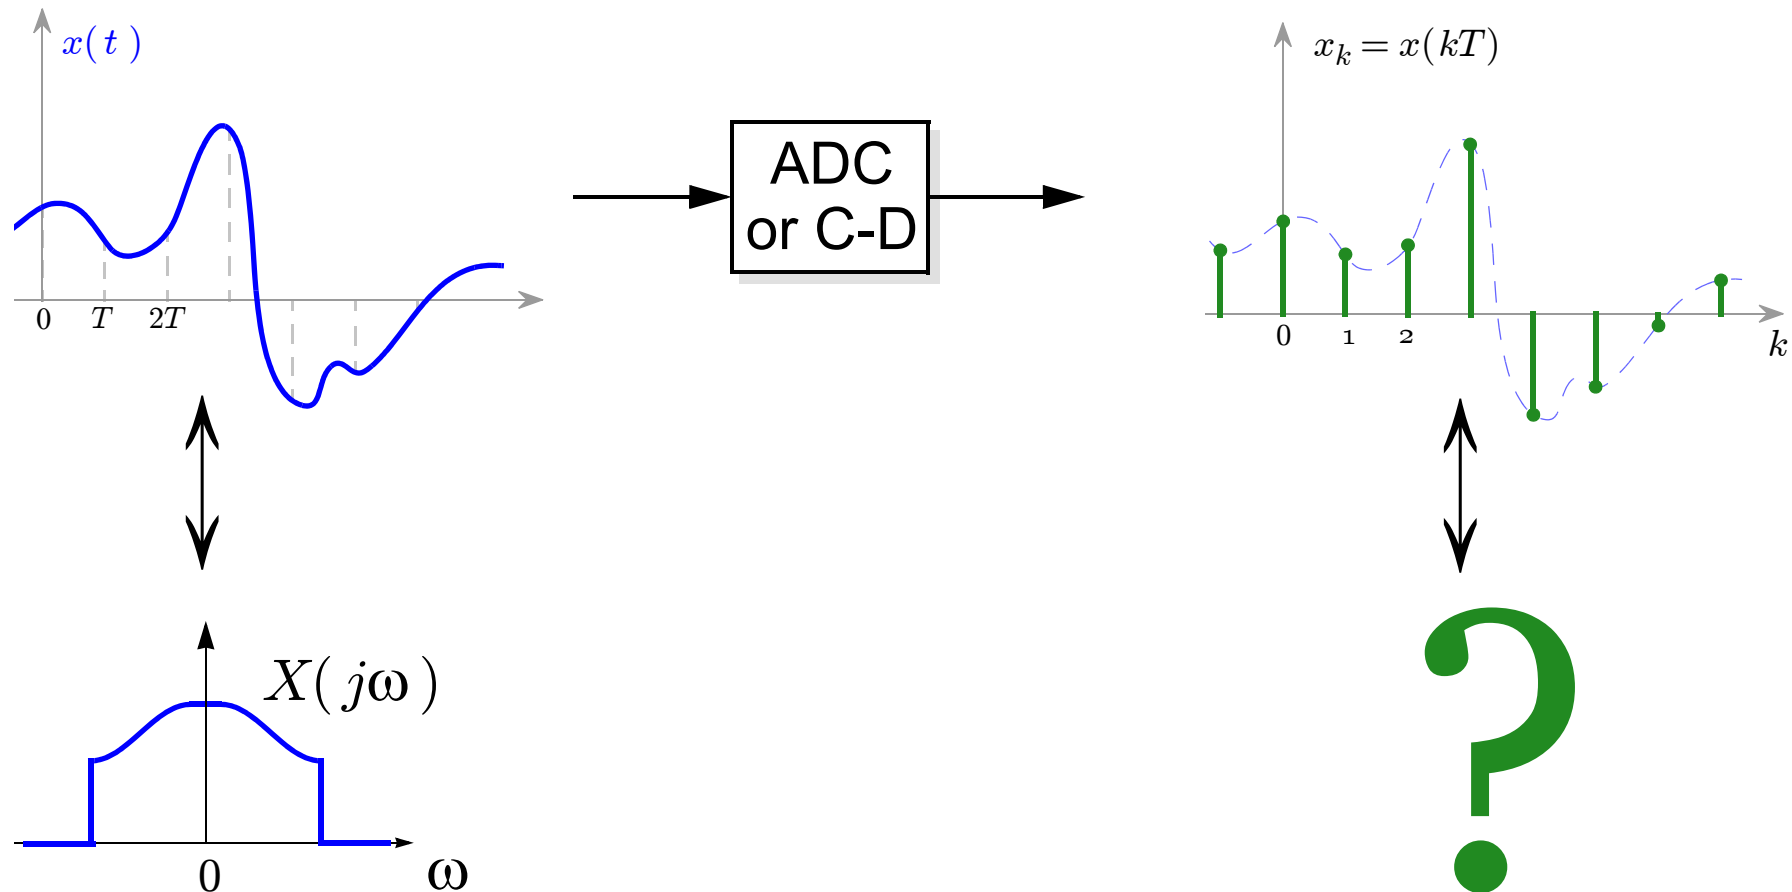 x( t )
0 T 2T
ADC
or C-D
x_k = x(kT)
0 1 2
k
X( jω )
0
ω
?